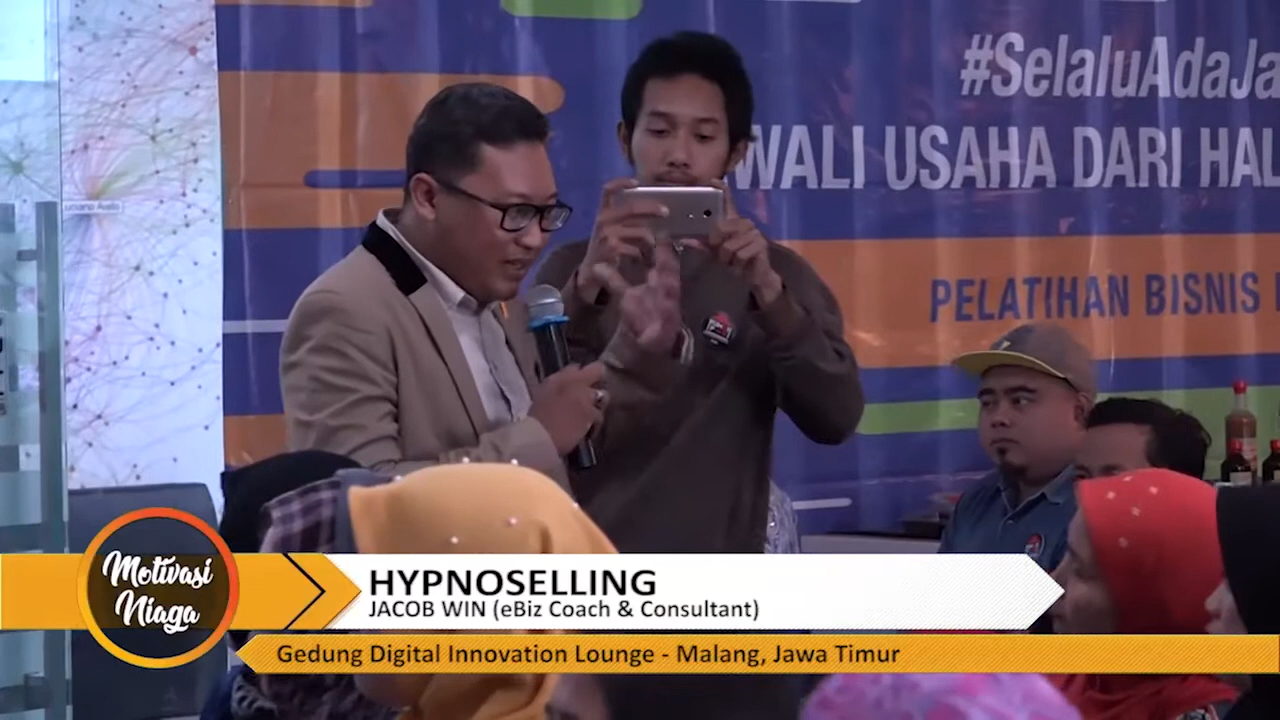 #SelaluAdaJa
WALI USAHA DARI HAL
PELATIHAN BISNIS
Motivasi
Niaga
HYPNOSELLING
JACOB WIN (eBiz Coach & Consultant)
Gedung Digital Innovation Lounge - Malang, Jawa Timur